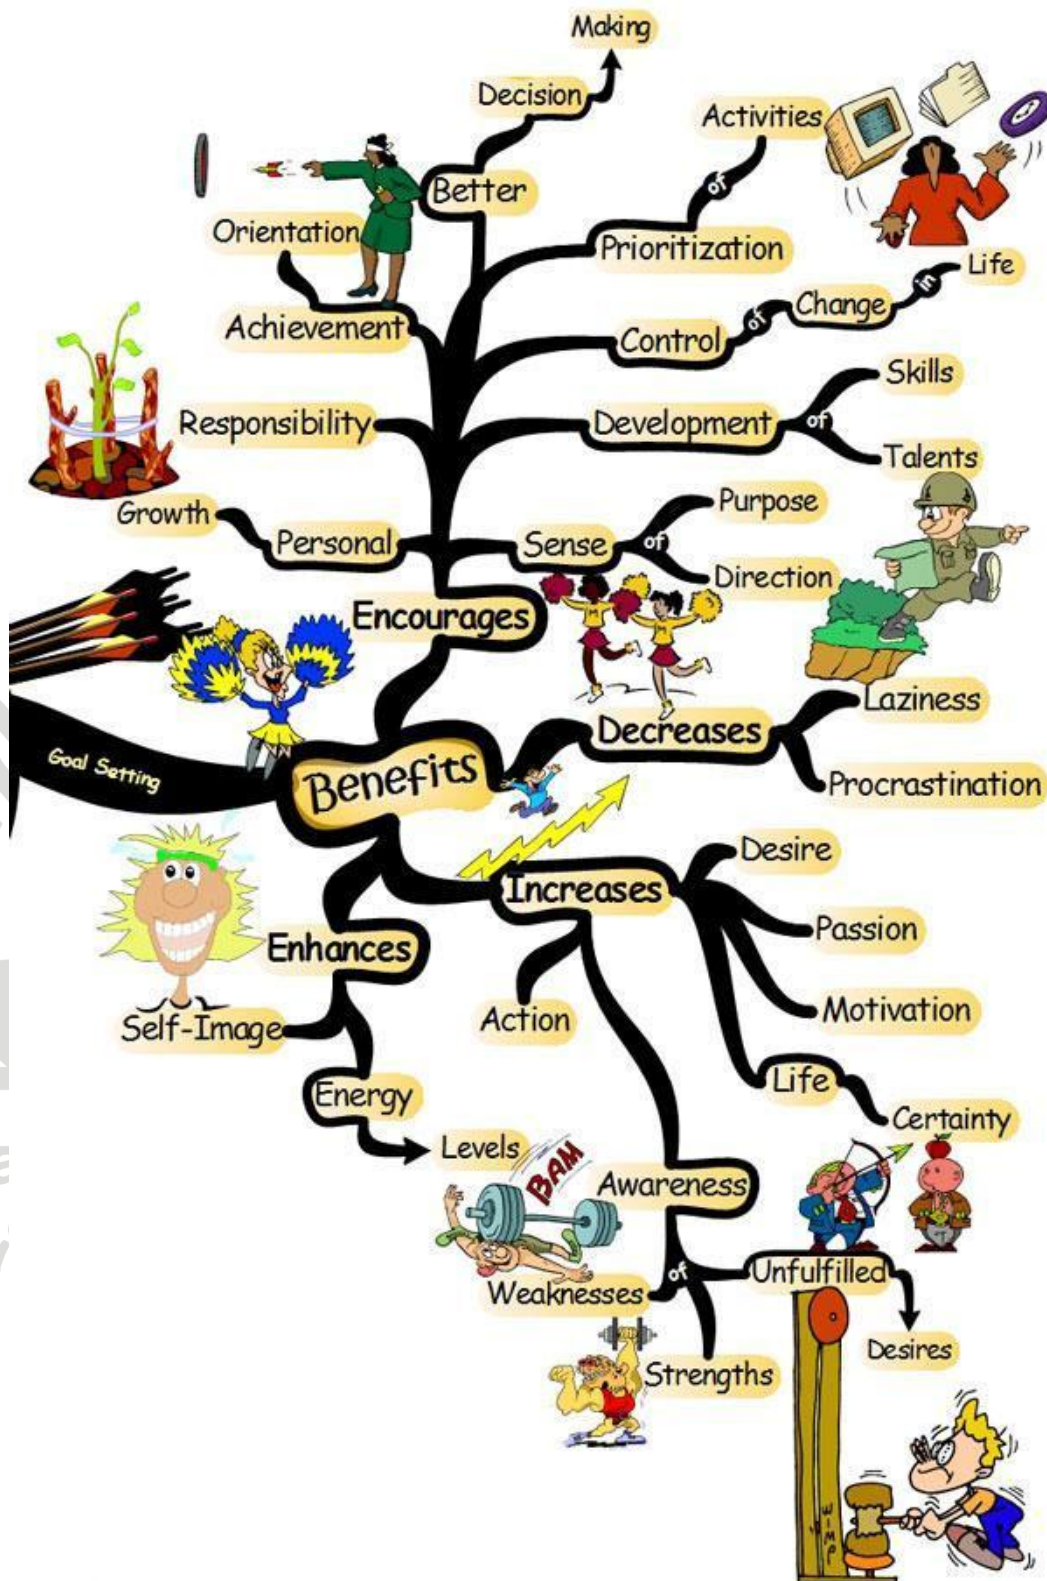 Making
Decision
Activities
of
Better
Orientation
Prioritization
Life
in
Change
of
Achievement
Control
Skills
Responsibility
Development
of
Talents
Growth
Purpose
Personal
Sense
of
Direction
Encourages
Laziness
Decreases
Goal Setting
Benefits
Procrastination
Desire
Increases
Passion
Enhances
Motivation
Action
Self-Image
Life
Energy
Certainty
Levels
BAM
Awareness
of
Unfulfilled
Weaknesses
Desires
Strengths
WIMP